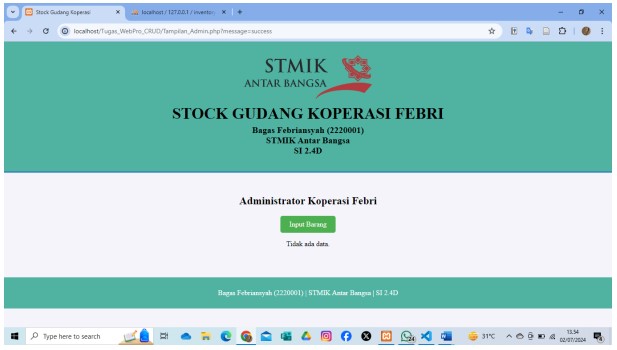 Stock Gudang Koperasi
localhost / 127.0.0.1 / inventori
localhost/Tugas_WebPro_CRUD/Tampilan_Admin.php?message=success
STMIK
ANTAR BANGSA
STOCK GUDANG KOPERASI FEBRI
Bagas Febriansyah (2220001)
STMIK Antar Bangsa
SI 2.4D
Administrator Koperasi Febri
Input Barang
Tidak ada data.
Bagas Febriansyah (2220001) | STMIK Antar Bangsa | SI 2.4D
Type here to search
31°C
13.54
02/07/2024